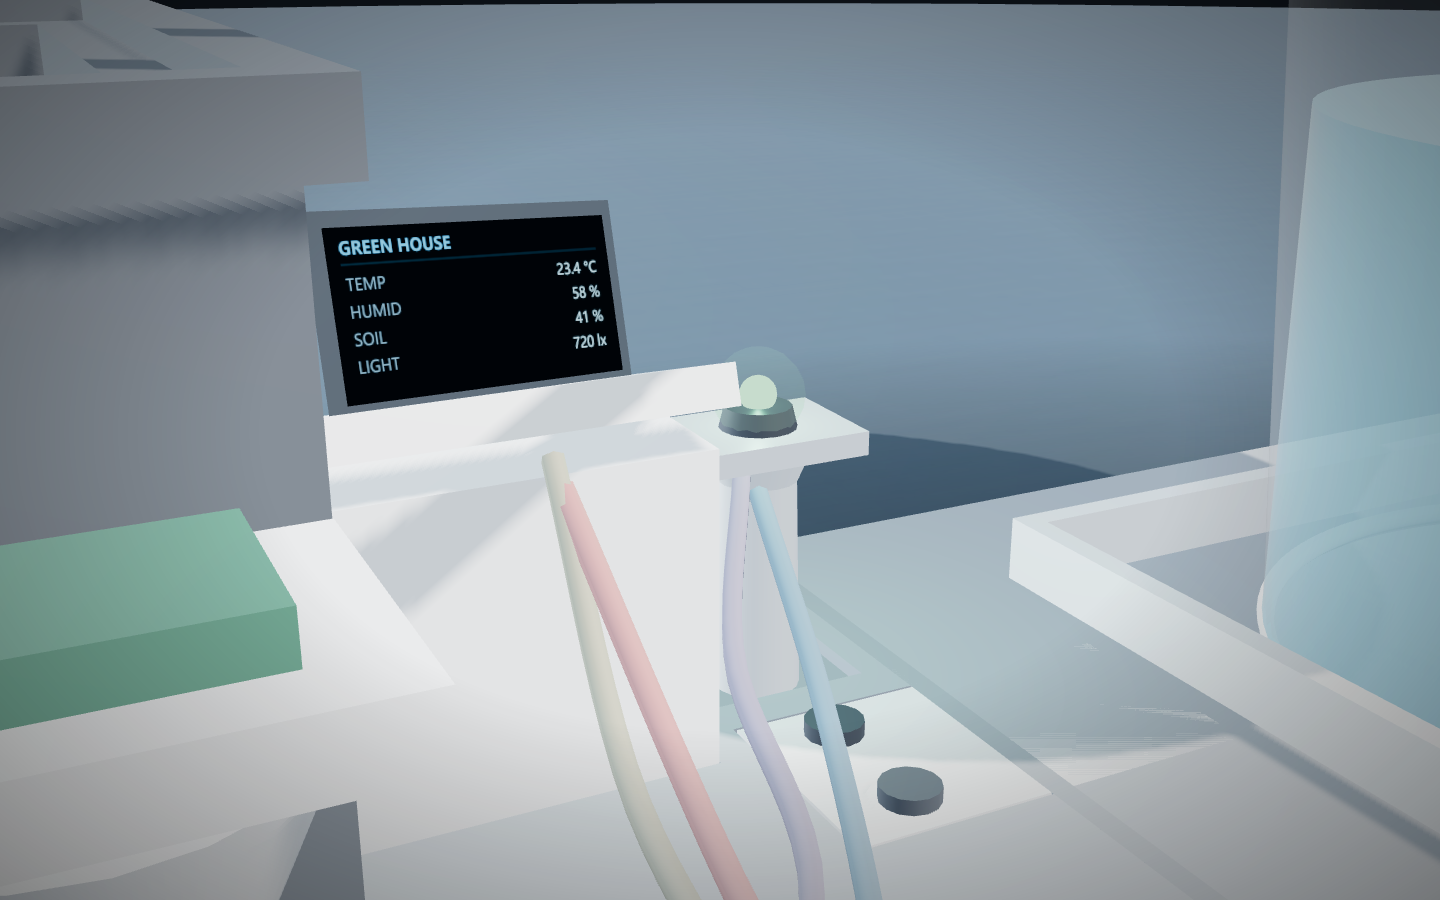 GREEN HOUSE
TEMP 23.4 °C
HUMID 58 %
SOIL 41 %
LIGHT 720 lx